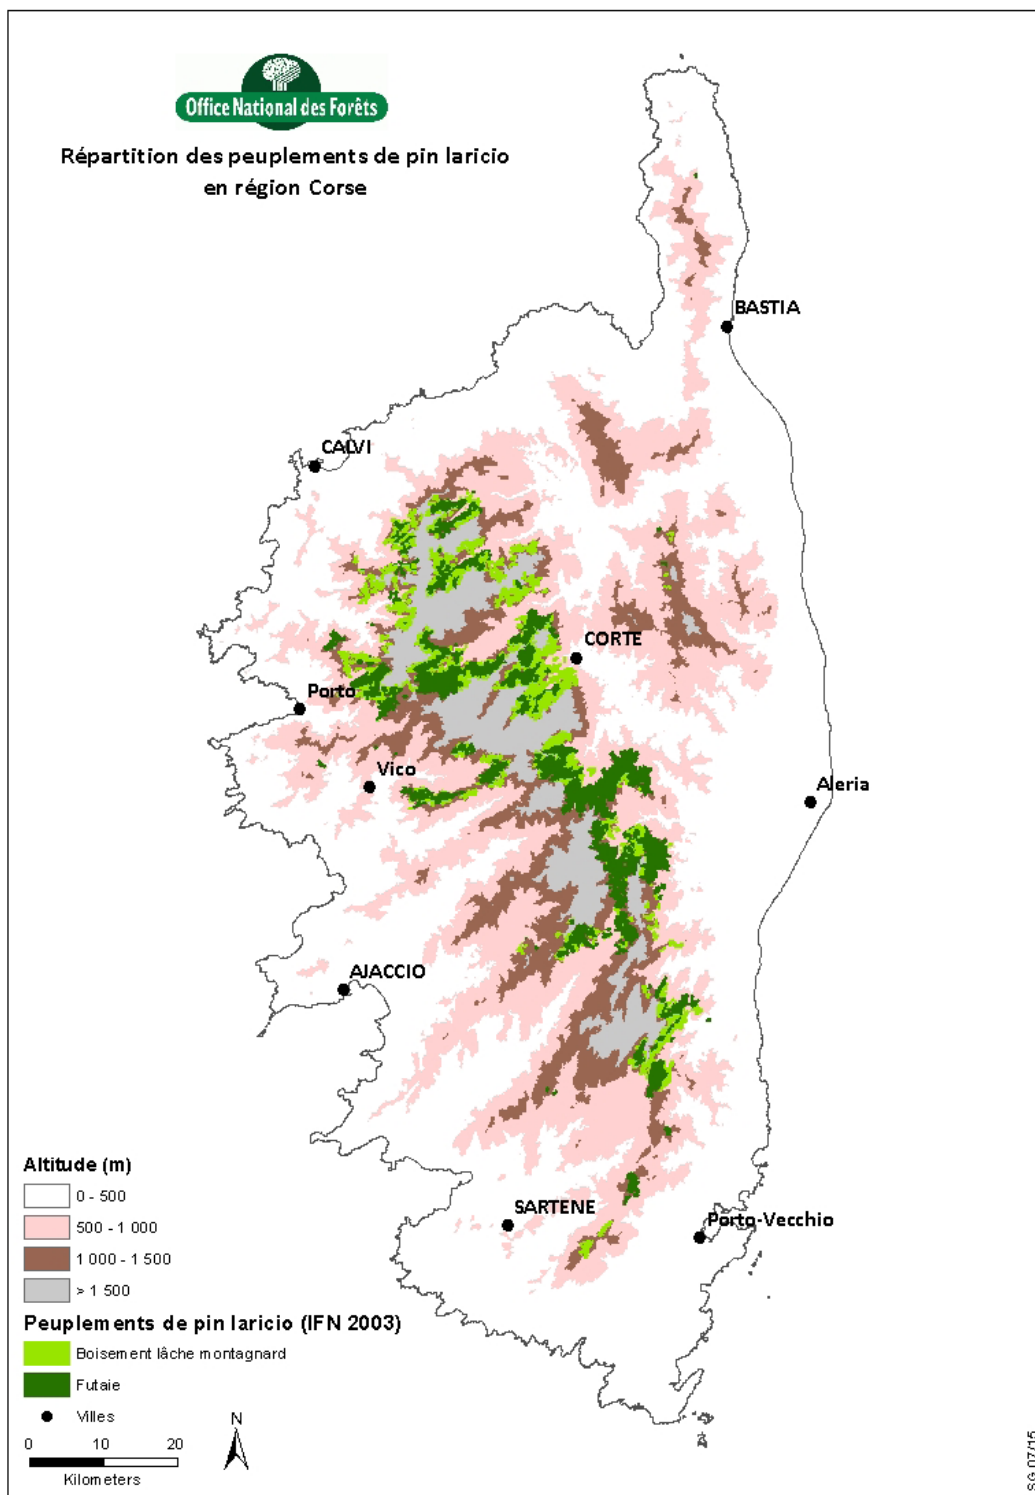 Office National des Forêts
Répartition des peuplements de pin laricio
en région Corse
BASTIA
CALVI
CORTE
Porto
Vico
Aleria
AJACCIO
SARTENE
Porto-Vecchio
Altitude (m)
0 - 500
500 - 1 000
1 000 - 1 500
> 1 500
Peuplements de pin laricio (IFN 2003)
Boisement lâche montagnard
Futaie
Villes
N
0 10 20
Kilometers
SG 07/15